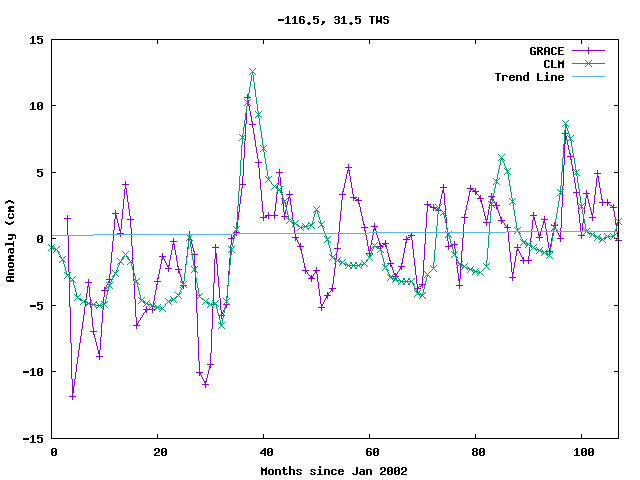 -116.5, 31.5 TWS
GRACE
CLM
Trend Line
Anomaly (cm)
15
10
5
0
-5
-10
-15
0 20 40 60 80 100
Months since Jan 2002